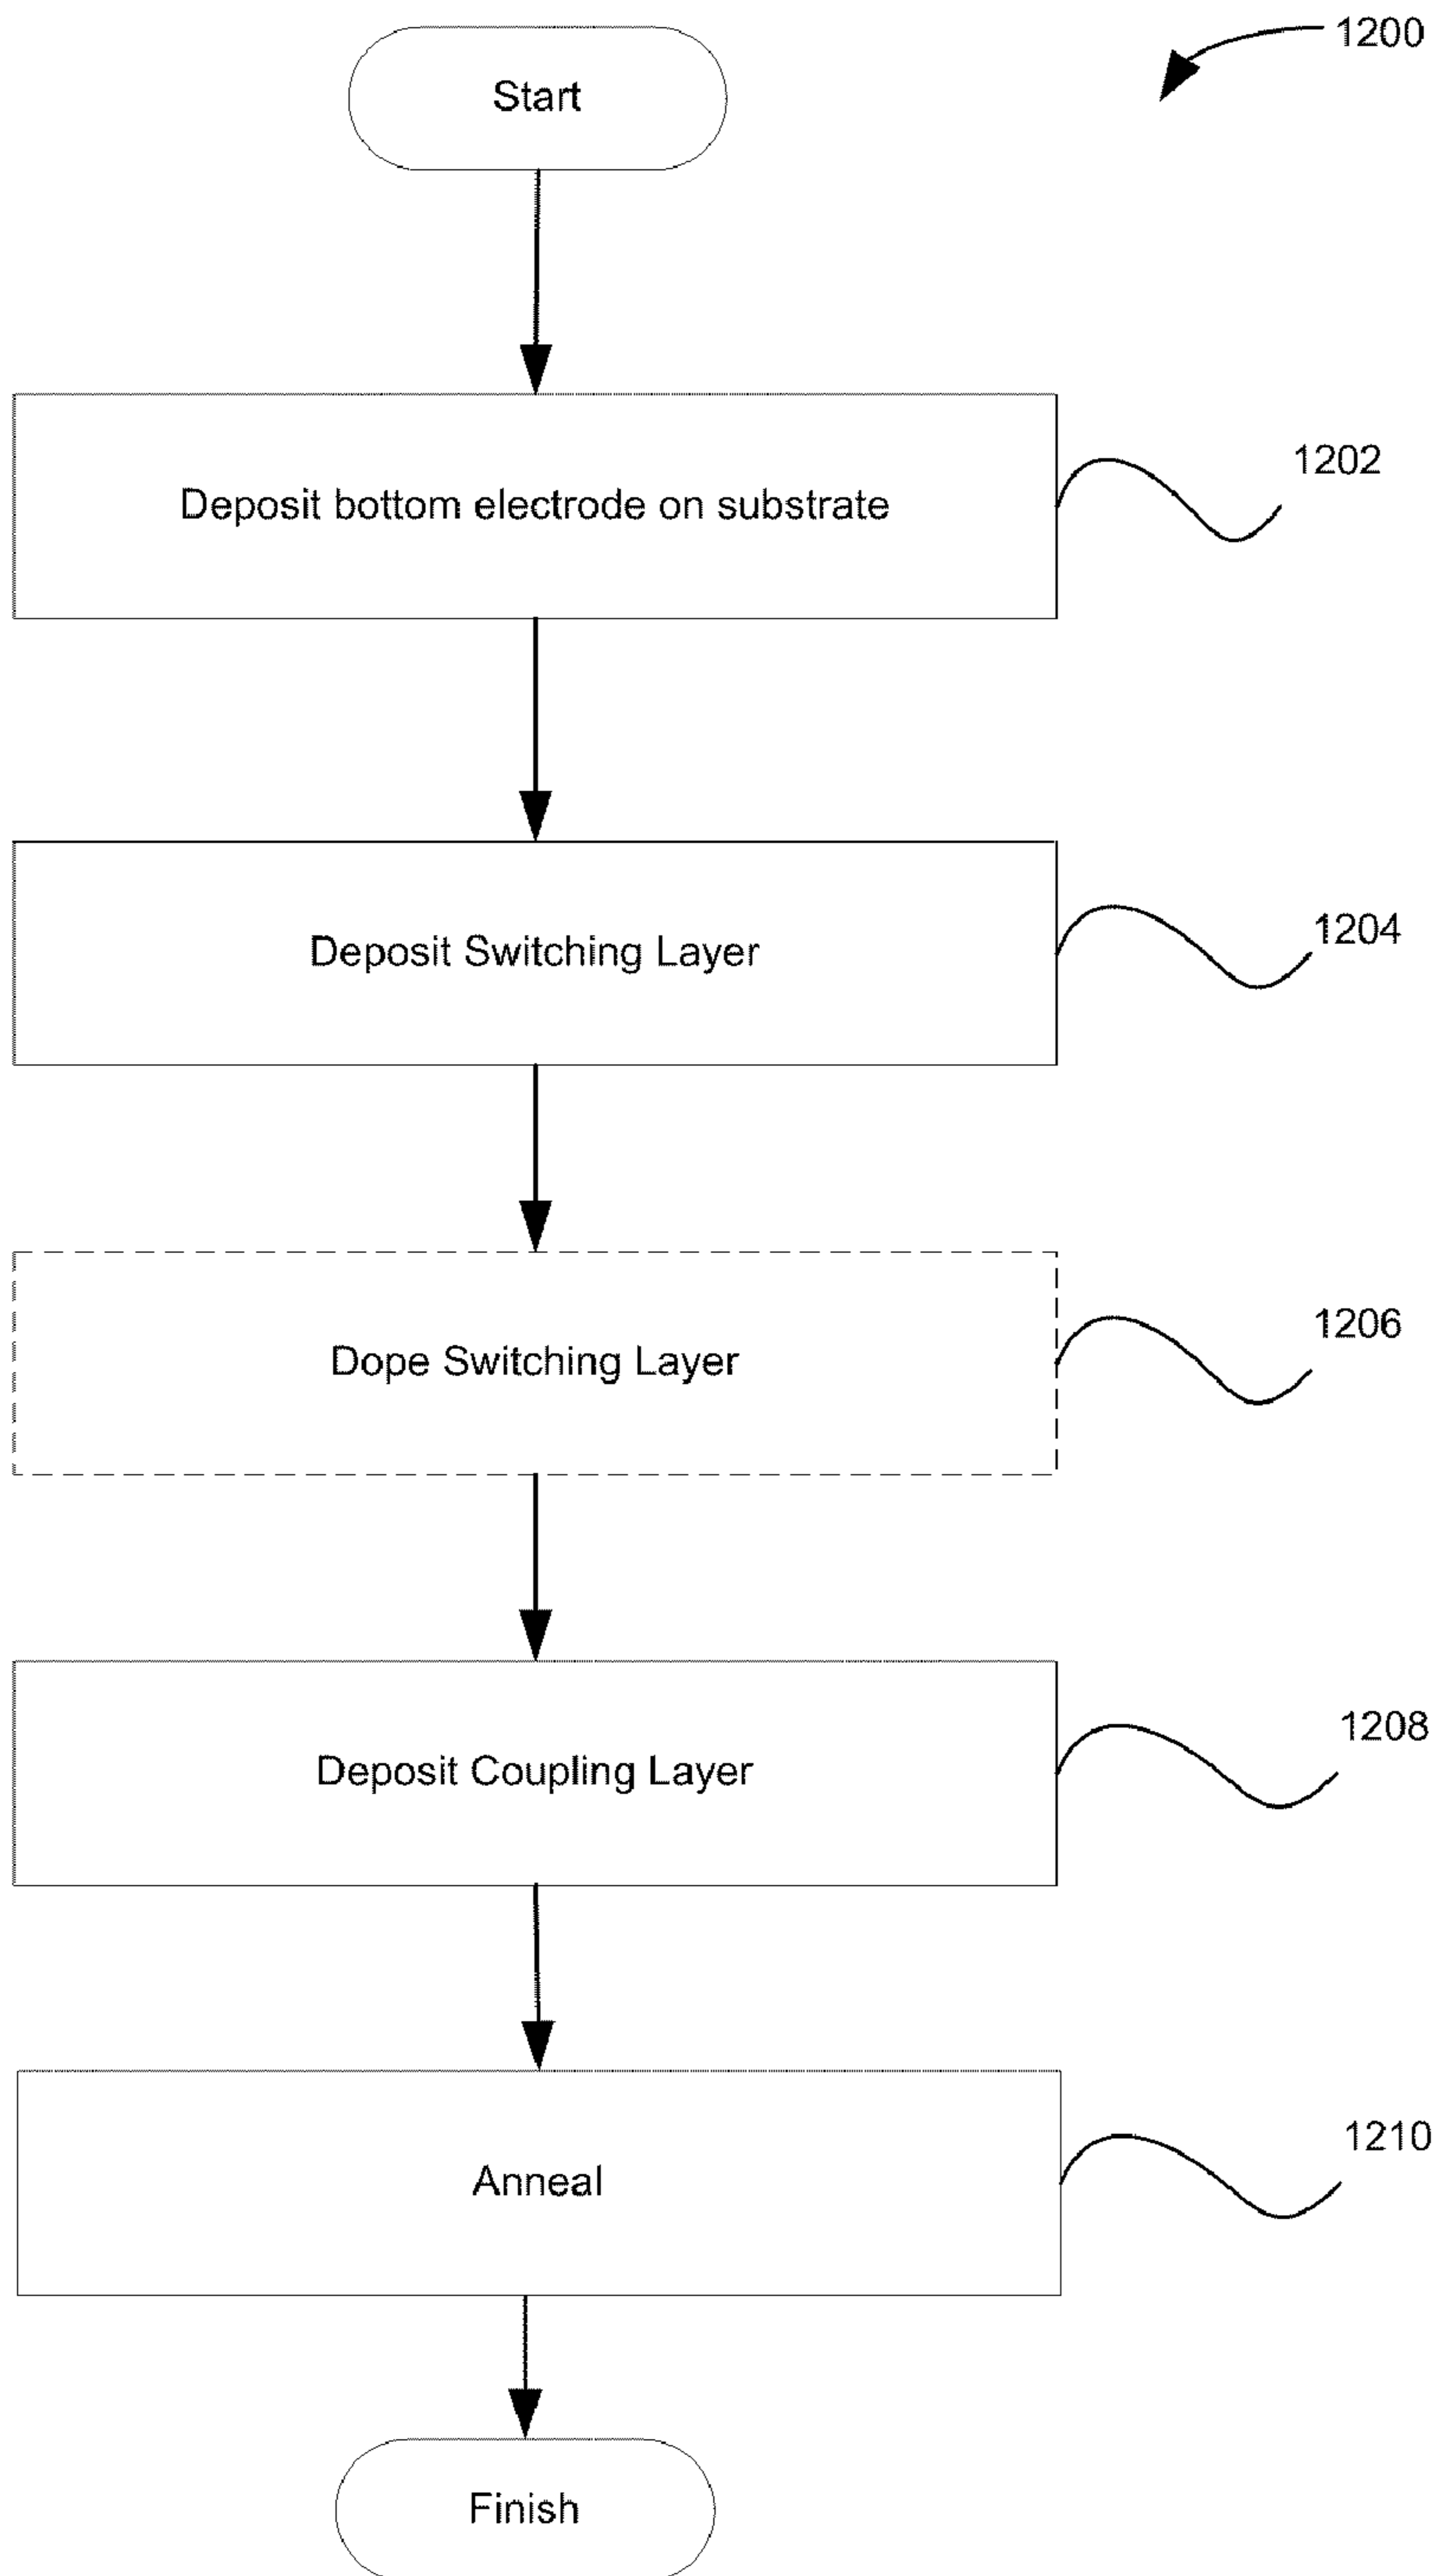 1200
Start
Deposit bottom electrode on substrate
1202
Deposit Switching Layer
1204
Dope Switching Layer
1206
Deposit Coupling Layer
1208
Anneal
1210
Finish